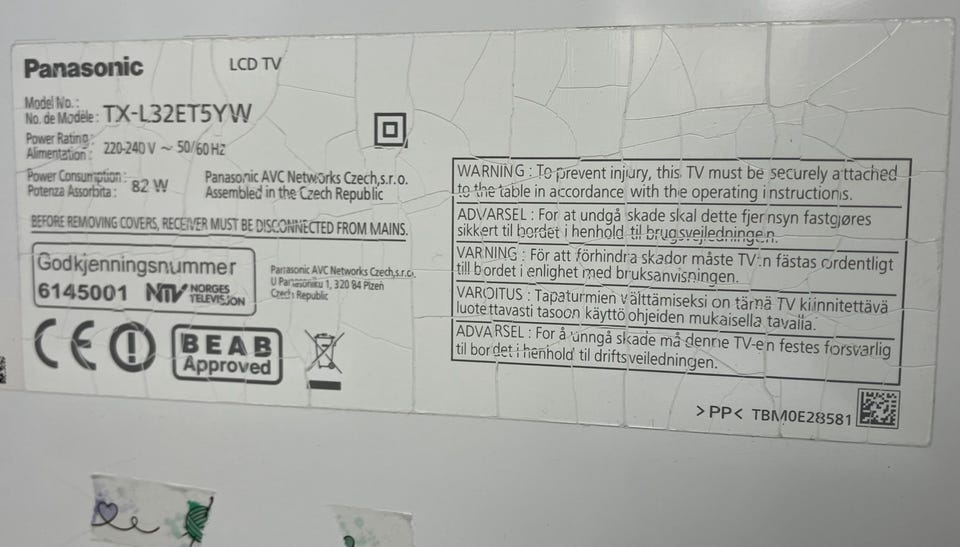 Panasonic
LCD TV
Model No. :
No. de Modèle : TX-L32ET5YW
Power Rating :
Alimentation : 220-240 V ~ 50/60 Hz
Power Consumption :
Potenza Assorbita : 82 W
Panasonic AVC Networks Czech,s.r.o.
Assembled in the Czech Republic
BEFORE REMOVING COVERS, RECEIVER MUST BE DISCONNECTED FROM MAINS.
Godkjenningsnummer
6145001 NTV NORGES
TELEVISJON
Panasonic AVC Networks Czech,s.r.o.
U Panasoniku 1, 320 84 Plzeň
Czech Republic
CE
BEAB
Approved
WARNING : To prevent injury, this TV must be securely attached
to the table in accordance with the operating instructions.
ADVARSEL : For at undgå skade skal dette fjernsyn fastgøres
sikkert til bordet i henhold til brugsvejledningen.
VARNING : För att förhindra skador måste TV:n fästas ordentligt
till bordet i enlighet med bruksanvisningen.
VAROITUS : Tapaturmien välttämiseksi on tämä TV kiinnitettävä
luotettavasti tasoon käyttöohjeiden mukaisella tavalla.
ADVARSEL : For å unngå skade må denne TV-en festes forsvarlig
til bordet i henhold til driftsveiledningen.
>PP< TBM0E28581